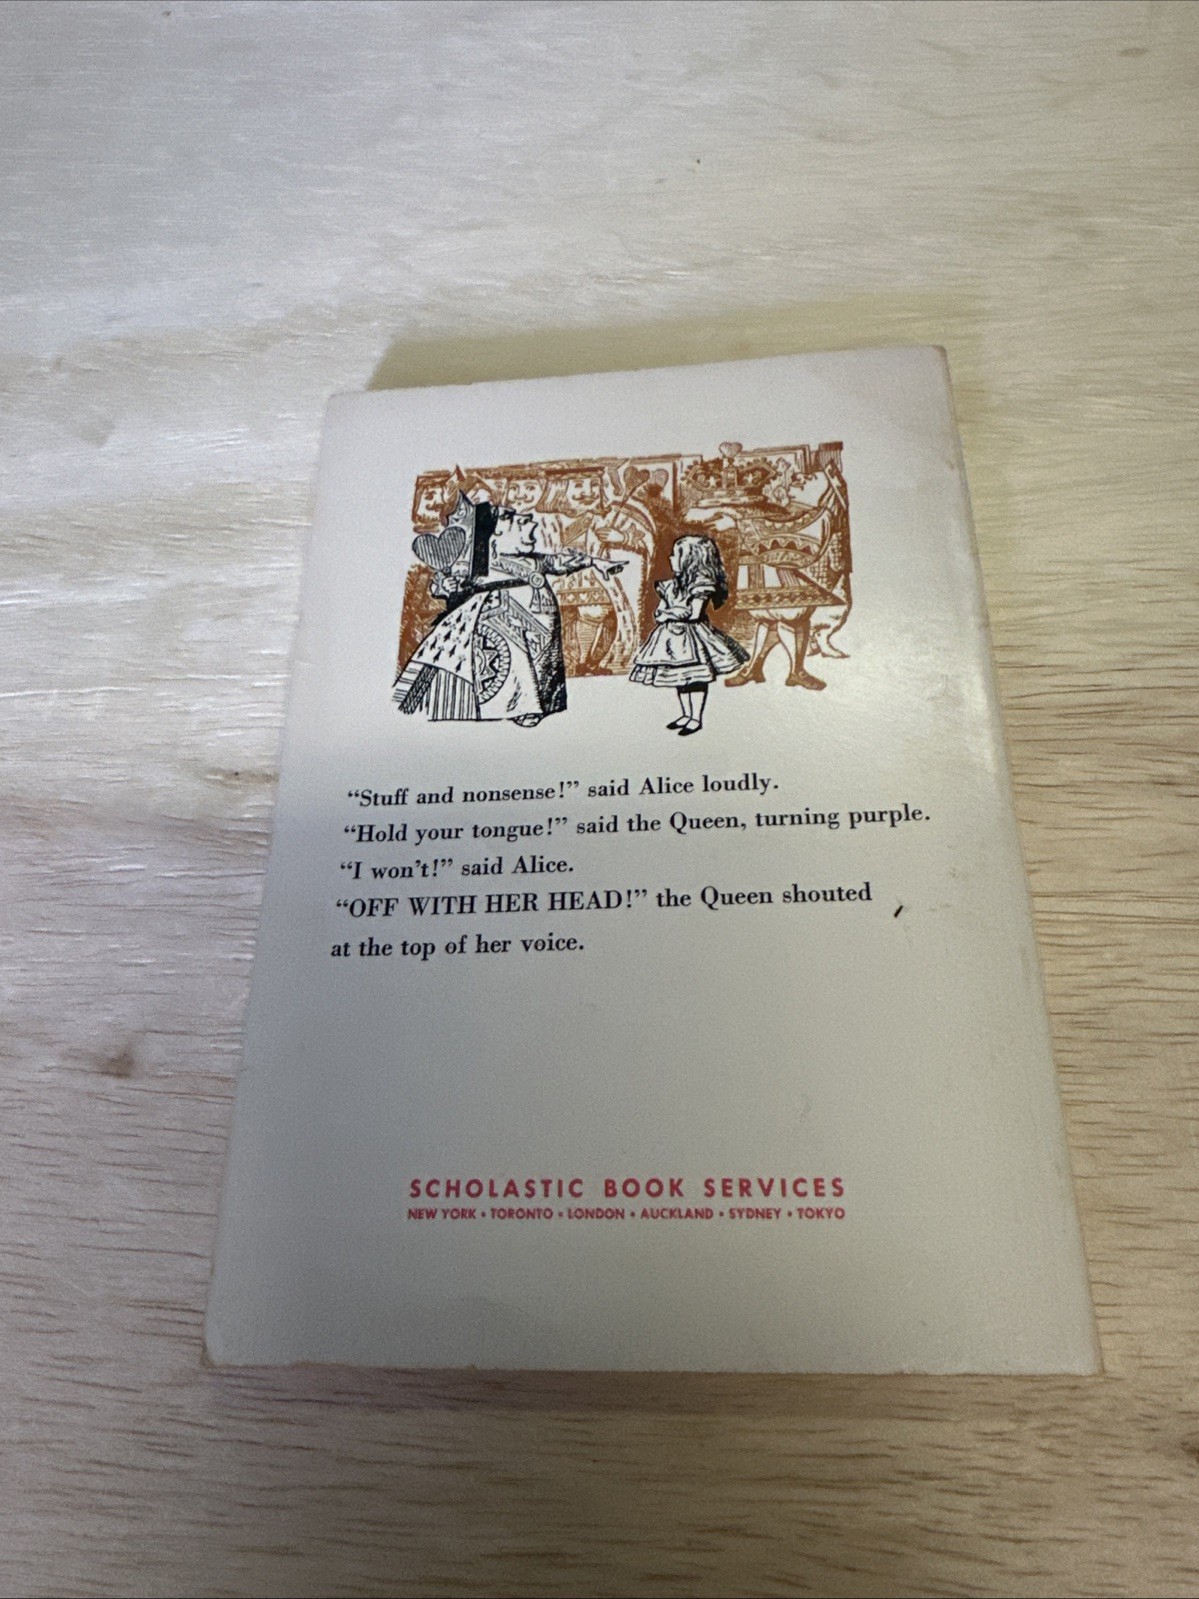 “Stuff and nonsense!” said Alice loudly.
“Hold your tongue!” said the Queen, turning purple.
“I won’t!” said Alice.
“OFF WITH HER HEAD!” the Queen shouted
at the top of her voice.
SCHOLASTIC BOOK SERVICES
NEW YORK • TORONTO • LONDON • AUCKLAND • SYDNEY • TOKYO